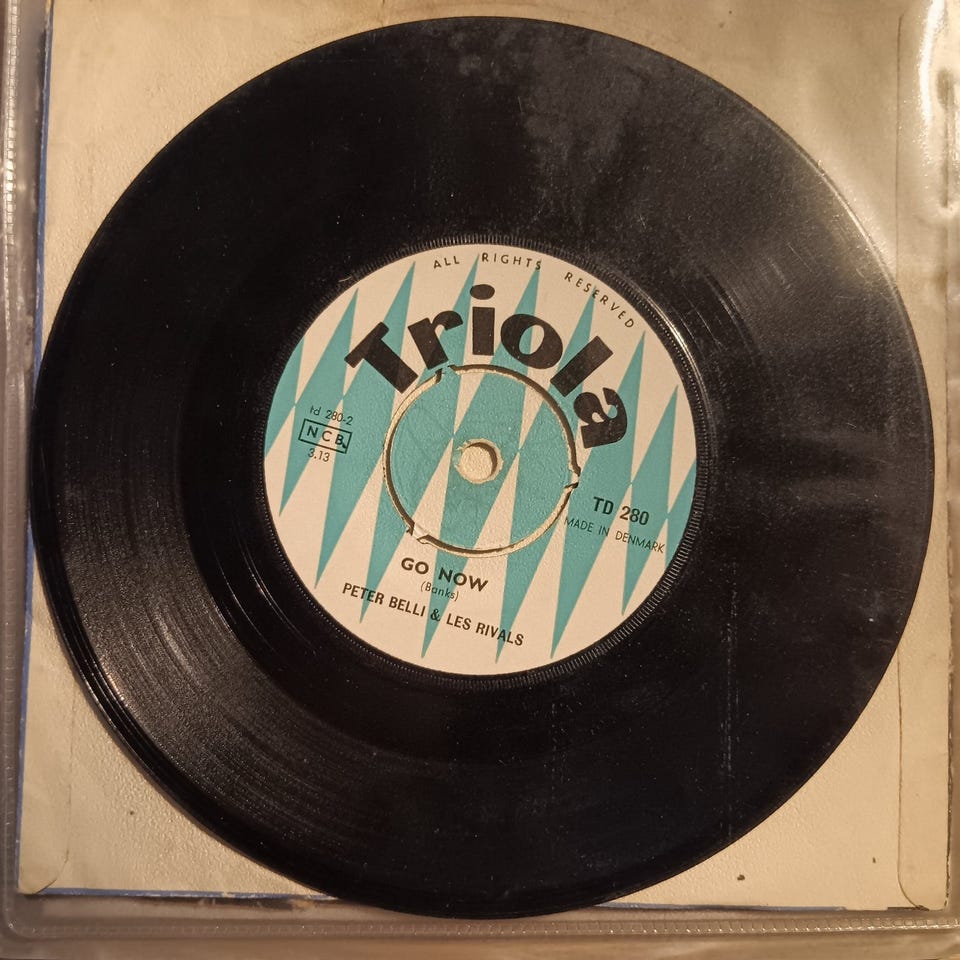 ALL RIGHTS RESERVED
Triola
td 280-2
NCB
3.13
TD 280
MADE IN DENMARK
GO NOW
(Banks)
PETER BELLI & LES RIVALS